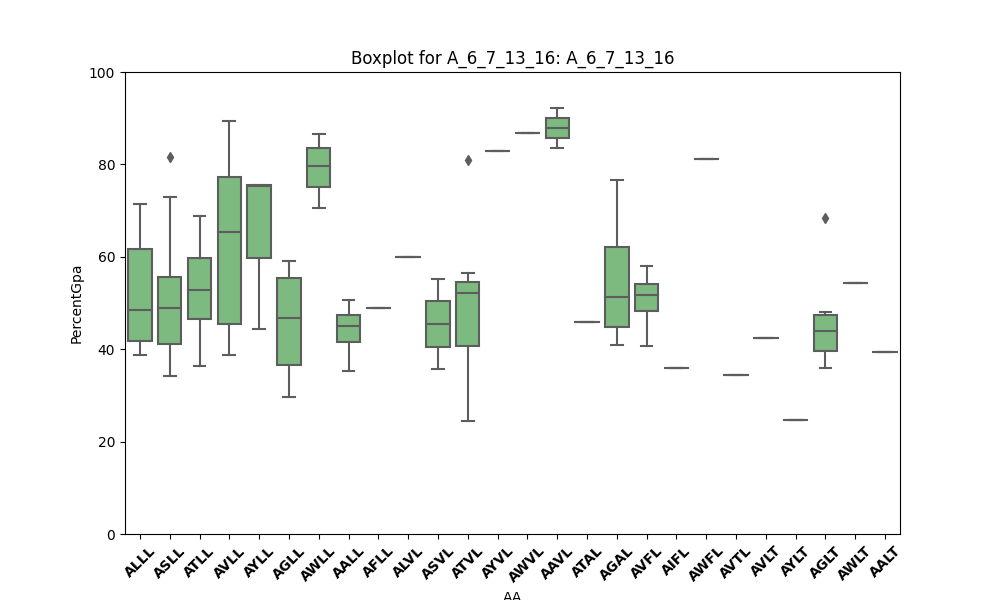 Boxplot for A_6_7_13_16: A_6_7_13_16
PercentGpa
100
80
60
40
20
0
ALLL ASLL ATLL AVLL AYLL AGLL AWLL AALL AFLL ALVL ASVL ATVL AYVL AWVL AAVL ATAL AGAL AVFL AIFL AWFL AVTL AVLT AYLT AGLT AWLT AALT
AA